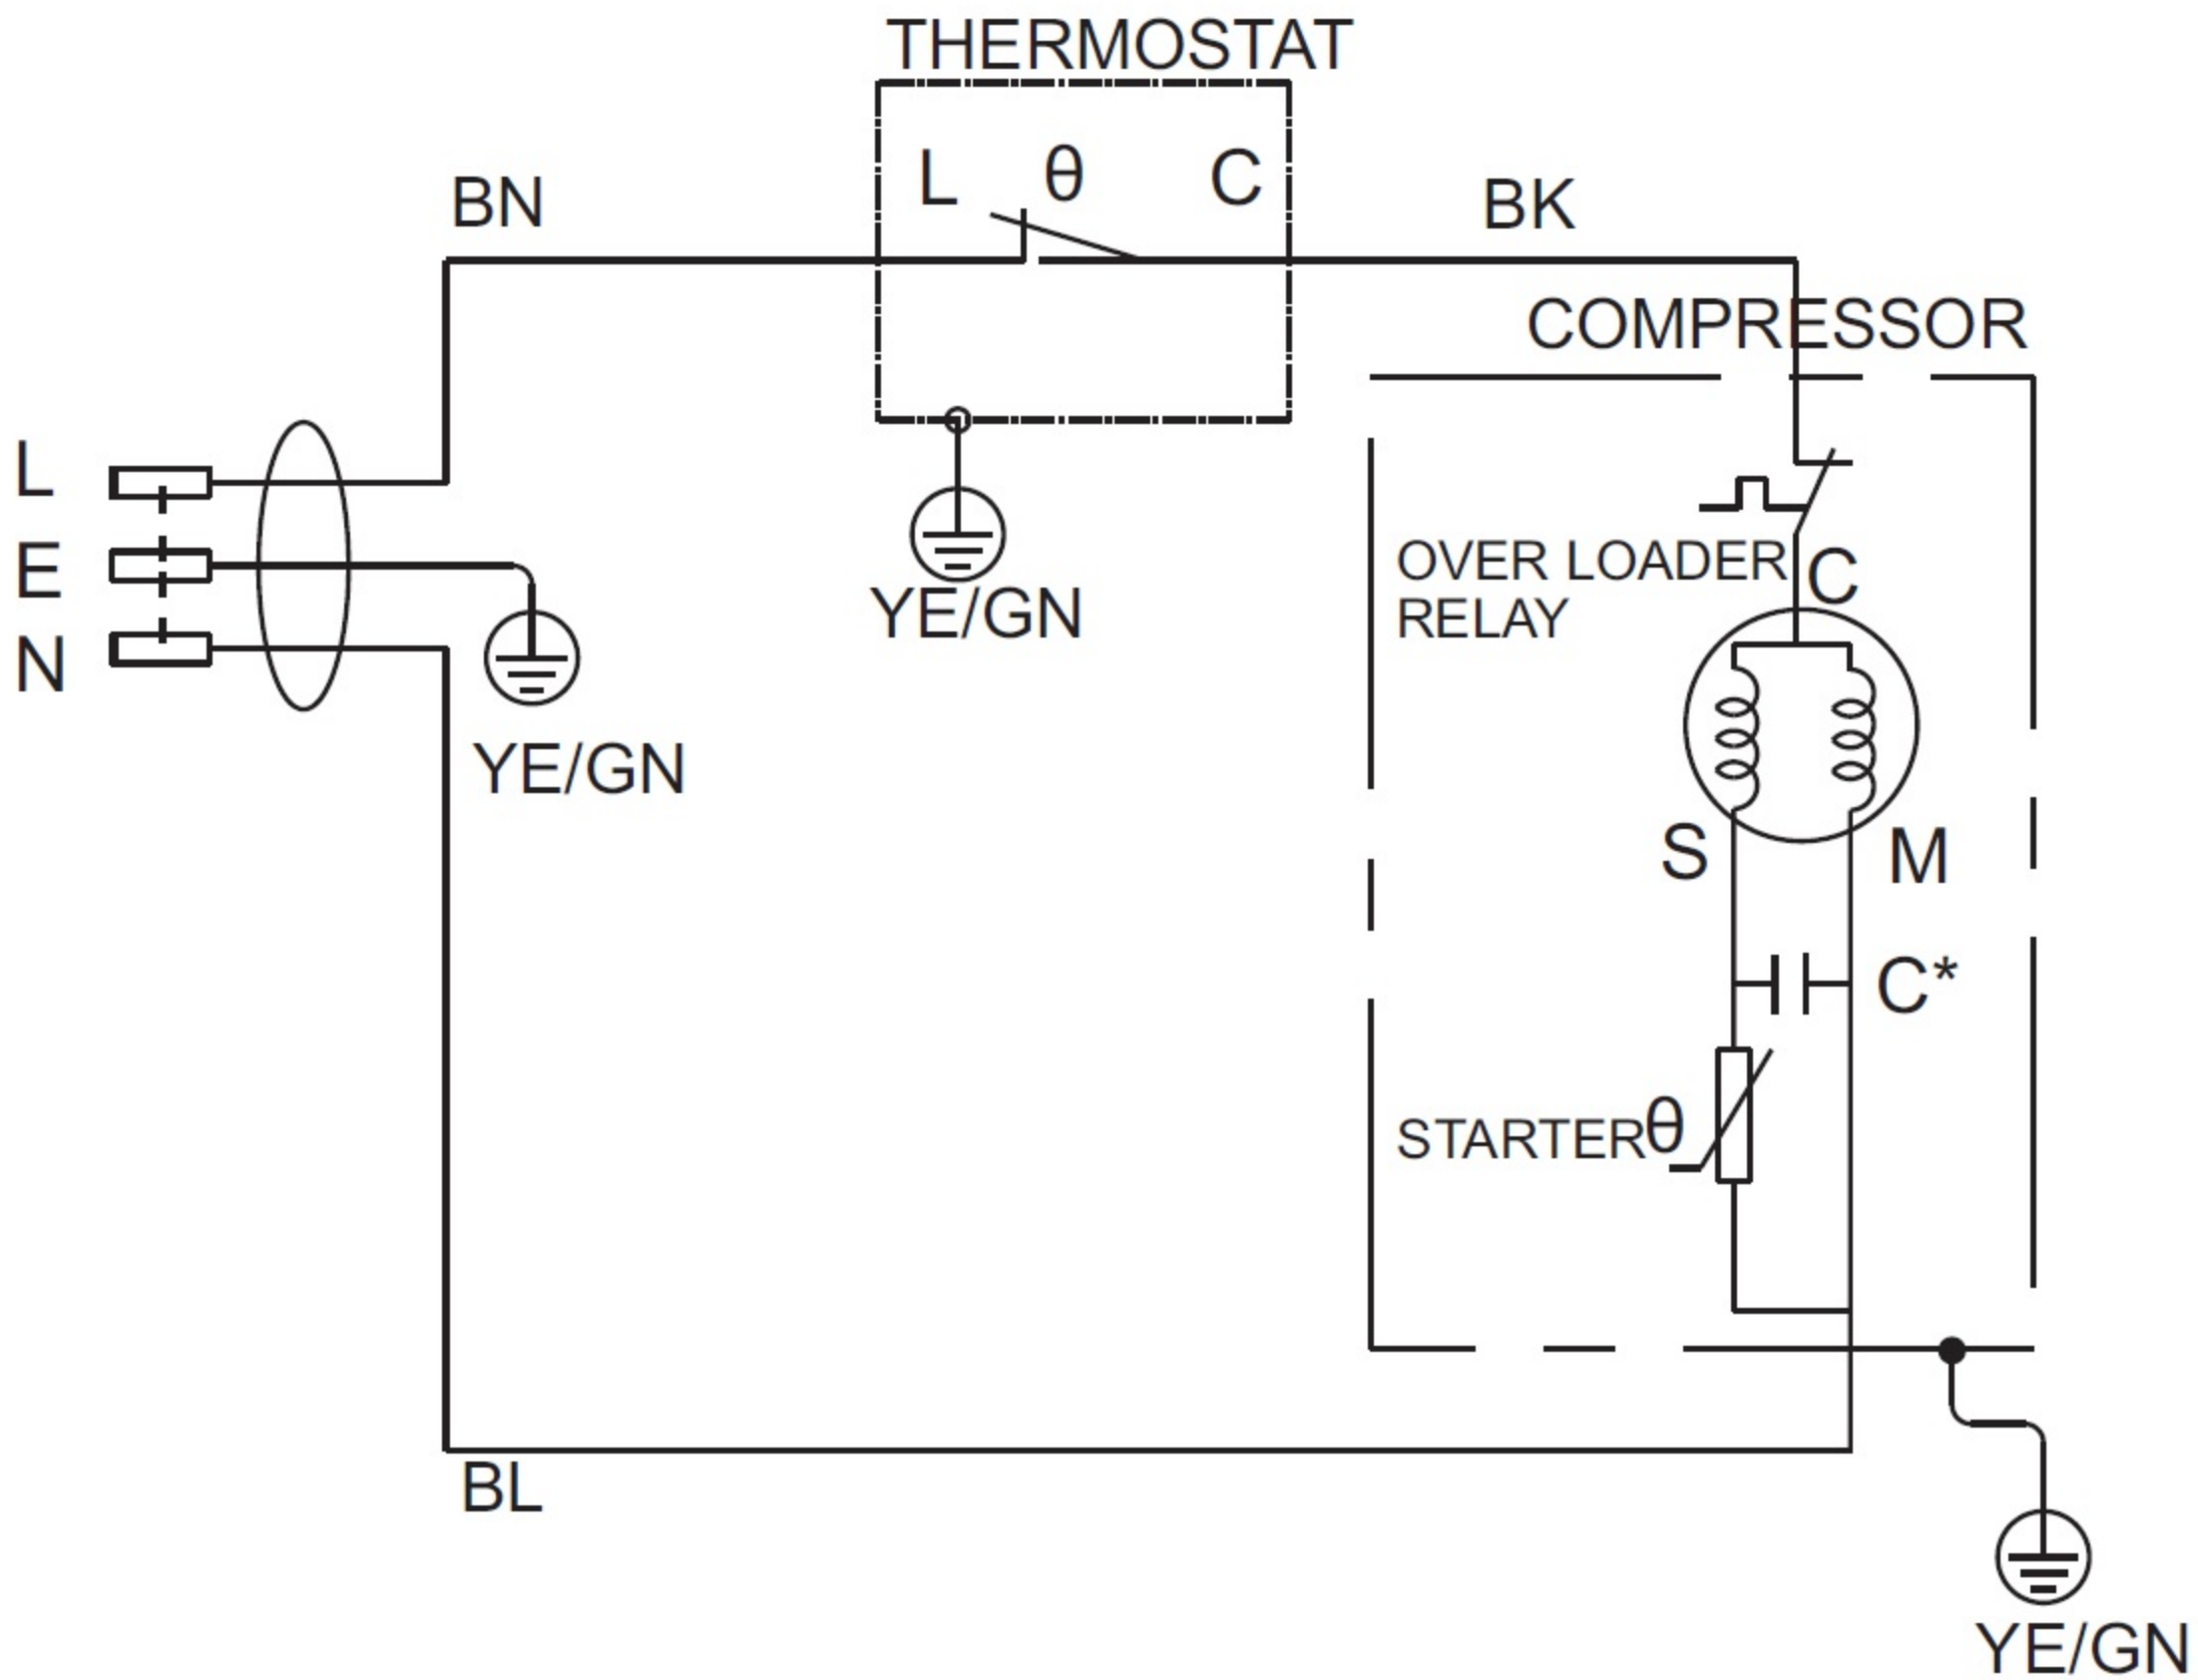 THERMOSTAT
L θ C
BN
BK
COMPRESSOR
L
E
N
YE/GN
YE/GN
OVER LOADER
RELAY
C
S
M
C*
STARTER θ
BL
YE/GN